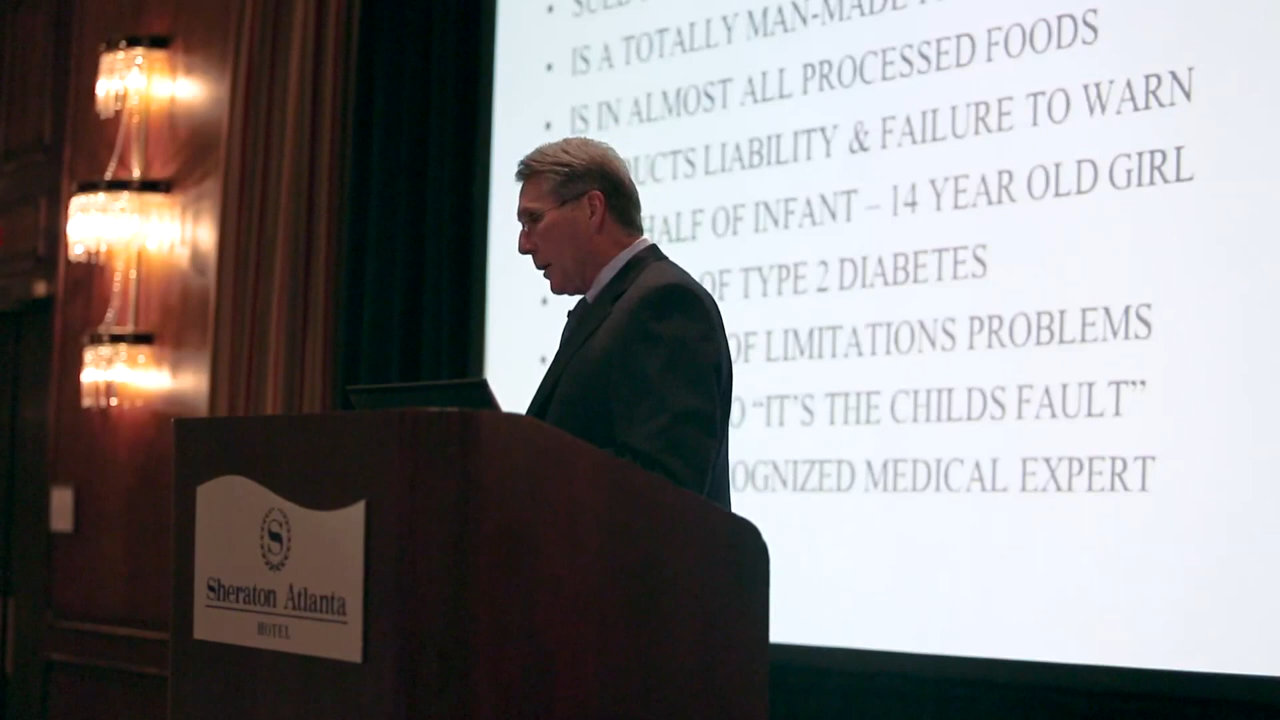 IS A TOTALLY MAN-MADE
IS IN ALMOST ALL PROCESSED FOODS
LIABILITY & FAILURE TO WARN
OF INFANT – 14 YEAR OLD GIRL
OF TYPE 2 DIABETES
OF LIMITATIONS PROBLEMS
“IT'S THE CHILDS FAULT”
MEDICAL EXPERT
S
Sheraton Atlanta
HOTEL